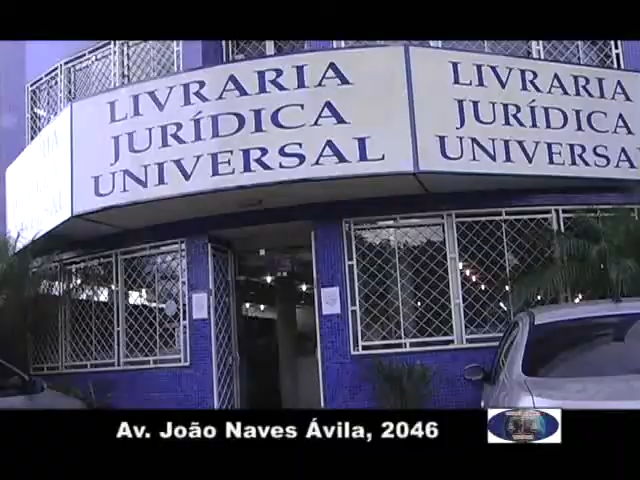 LIVRARIA
JURÍDICA
UNIVERSAL
LIVRARIA
JURÍDICA
UNIVERSAL
Av. João Naves Ávila, 2046